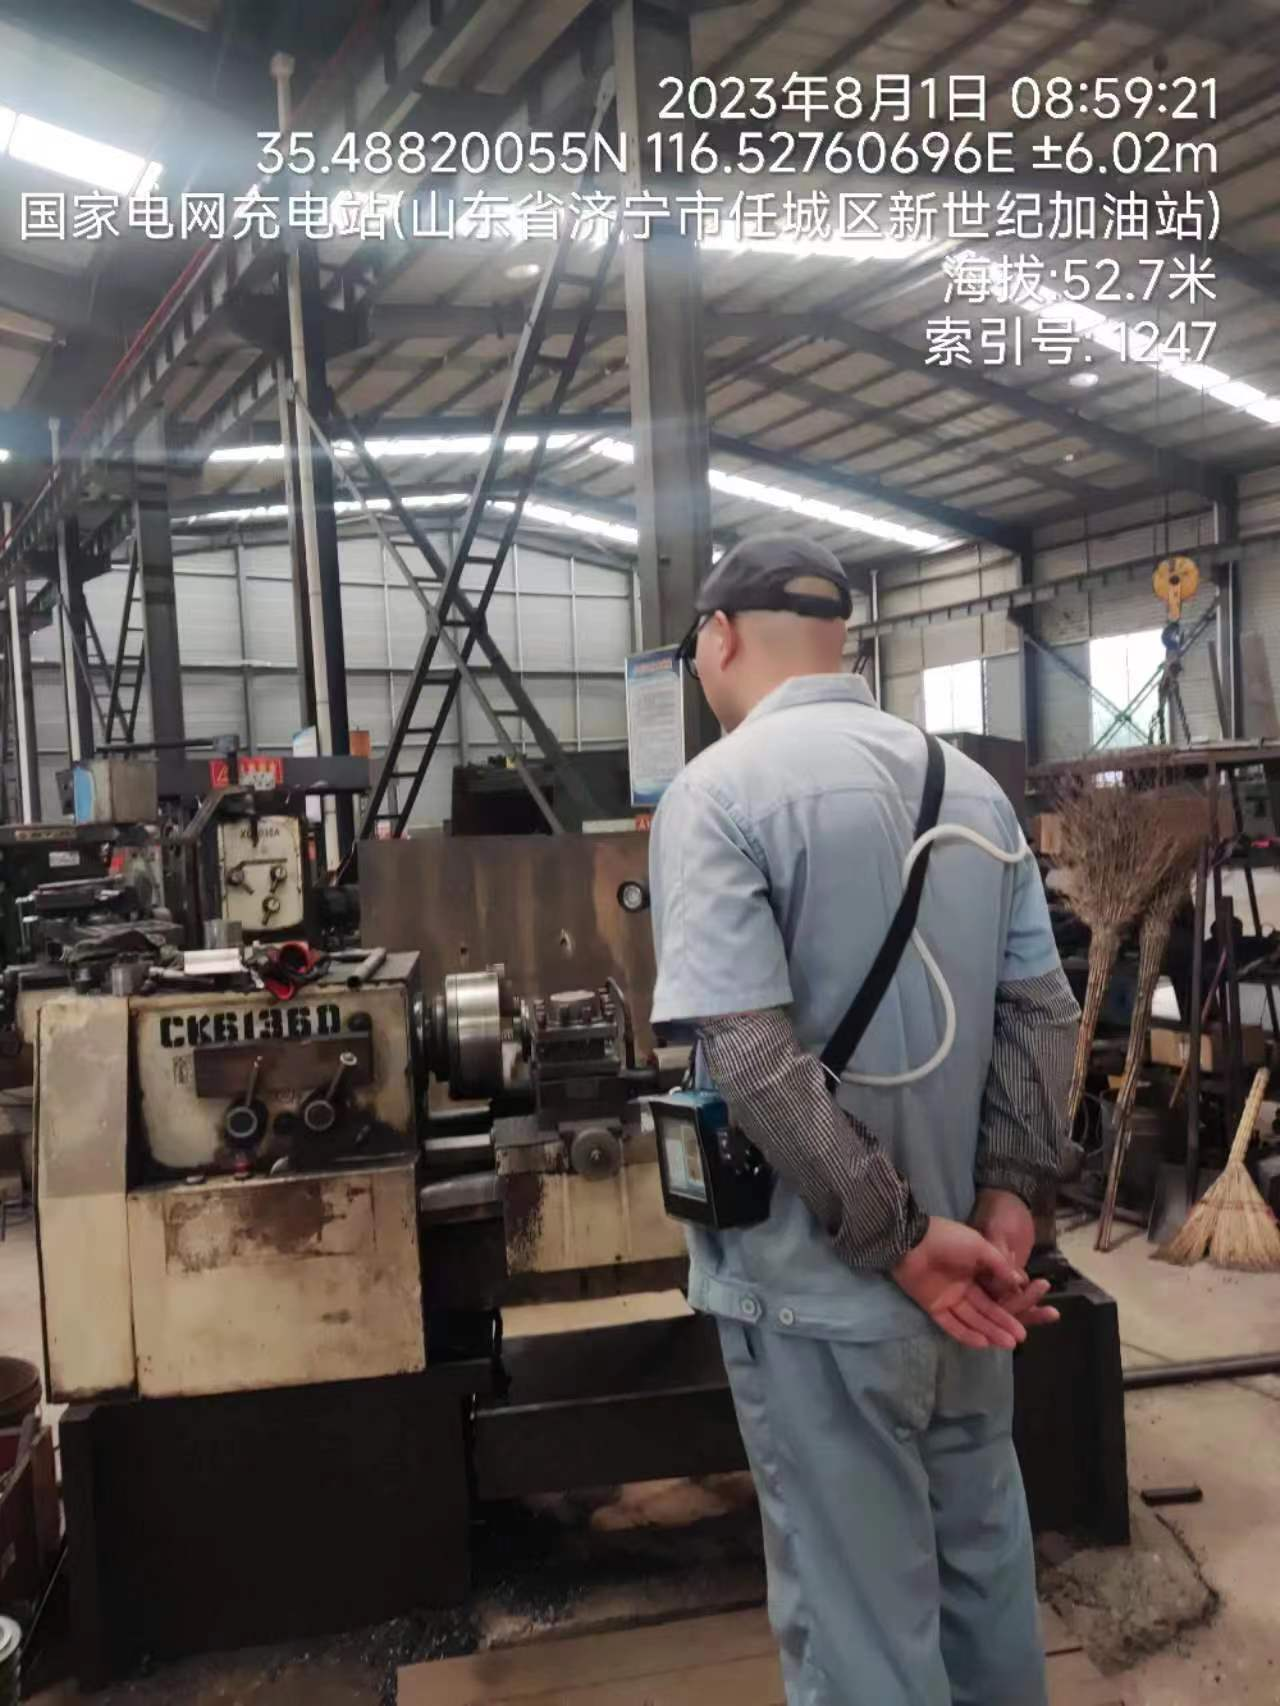 2023年8月1日 08:59:21
35.48820055N 116.52760696E ±6.02m
国家电网充电站(山东省济宁市任城区新世纪加油站)
海拔:52.7米
索引号: 1247
CK6136D